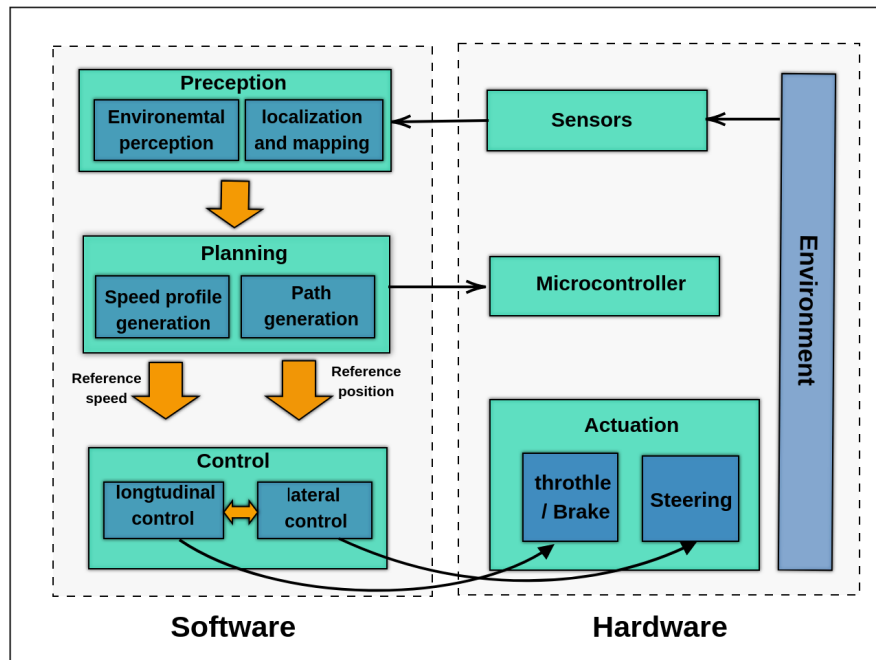 Preception
Environemtal
perception
localization
and mapping
Sensors
Planning
Speed profile
generation
Path
generation
Microcontroller
Environment
Reference
speed
Reference
position
Control
longtudinal
control
lateral
control
Actuation
throthle
/ Brake
Steering
Software
Hardware